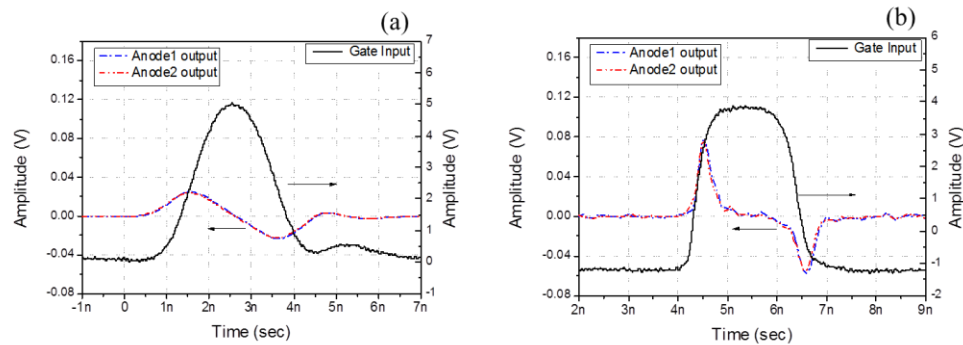 (a)
Anode1 output
Anode2 output
Gate Input
0.16
0.12
0.08
0.04
0.00
-0.04
-0.08
Amplitude (V)
7
6
5
4
3
2
1
0
-1
Amplitude (V)
-1n 0 1n 2n 3n 4n 5n 6n 7n
Time (sec)
(b)
Anode1 output
Anode2 output
Gate Input
0.16
0.12
0.08
0.04
0.00
-0.04
-0.08
Amplitude (V)
6
5
4
3
2
1
0
-1
-2
Amplitude (V)
2n 3n 4n 5n 6n 7n 8n 9n
Time (sec)